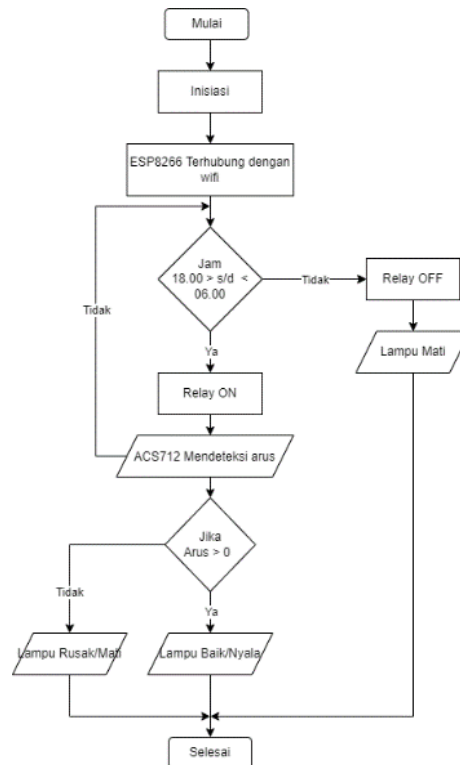 Mulai
Inisiasi
ESP8266 Terhubung dengan
wifi
Jam
18.00 > s/d <
06.00
Tidak
Relay OFF
Tidak
Ya
Lampu Mati
Relay ON
ACS712 Mendeteksi arus
Jika
Arus > 0
Tidak
Ya
Lampu Rusak/Mati
Lampu Baik/Nyala
Selesai